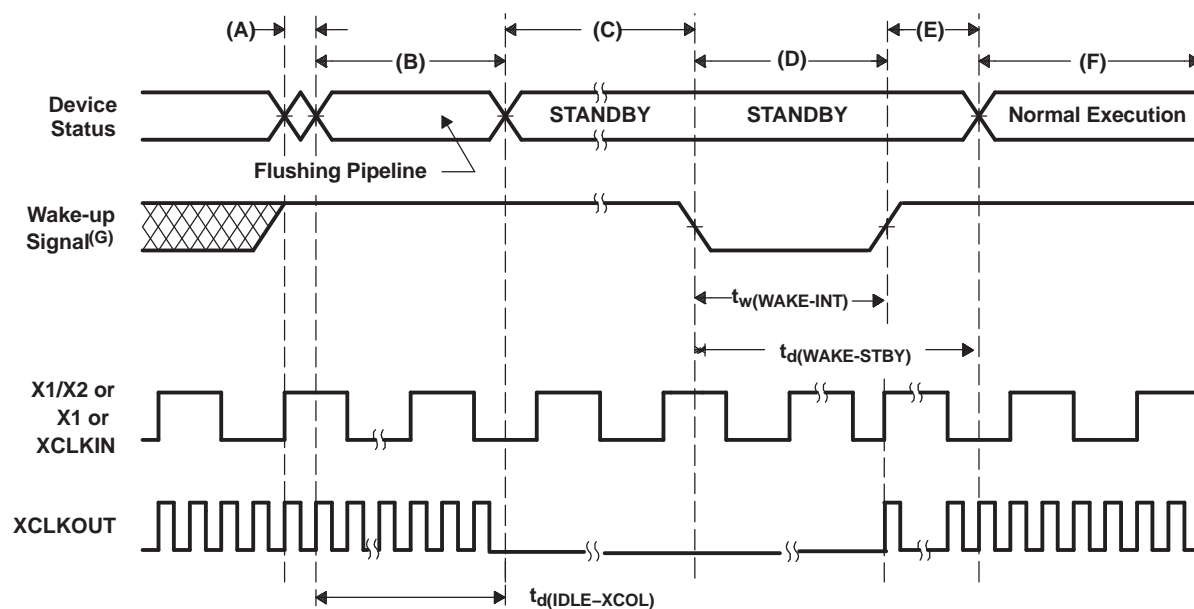 (A)
(C)
(E)
(B)
(D)
(F)
Device
Status
STANDBY
STANDBY
Normal Execution
Flushing Pipeline
Wake-up
Signal(G)
tw(WAKE-INT)
td(WAKE-STBY)
X1/X2 or
X1 or
XCLKIN
XCLKOUT
td(IDLE–XCOL)